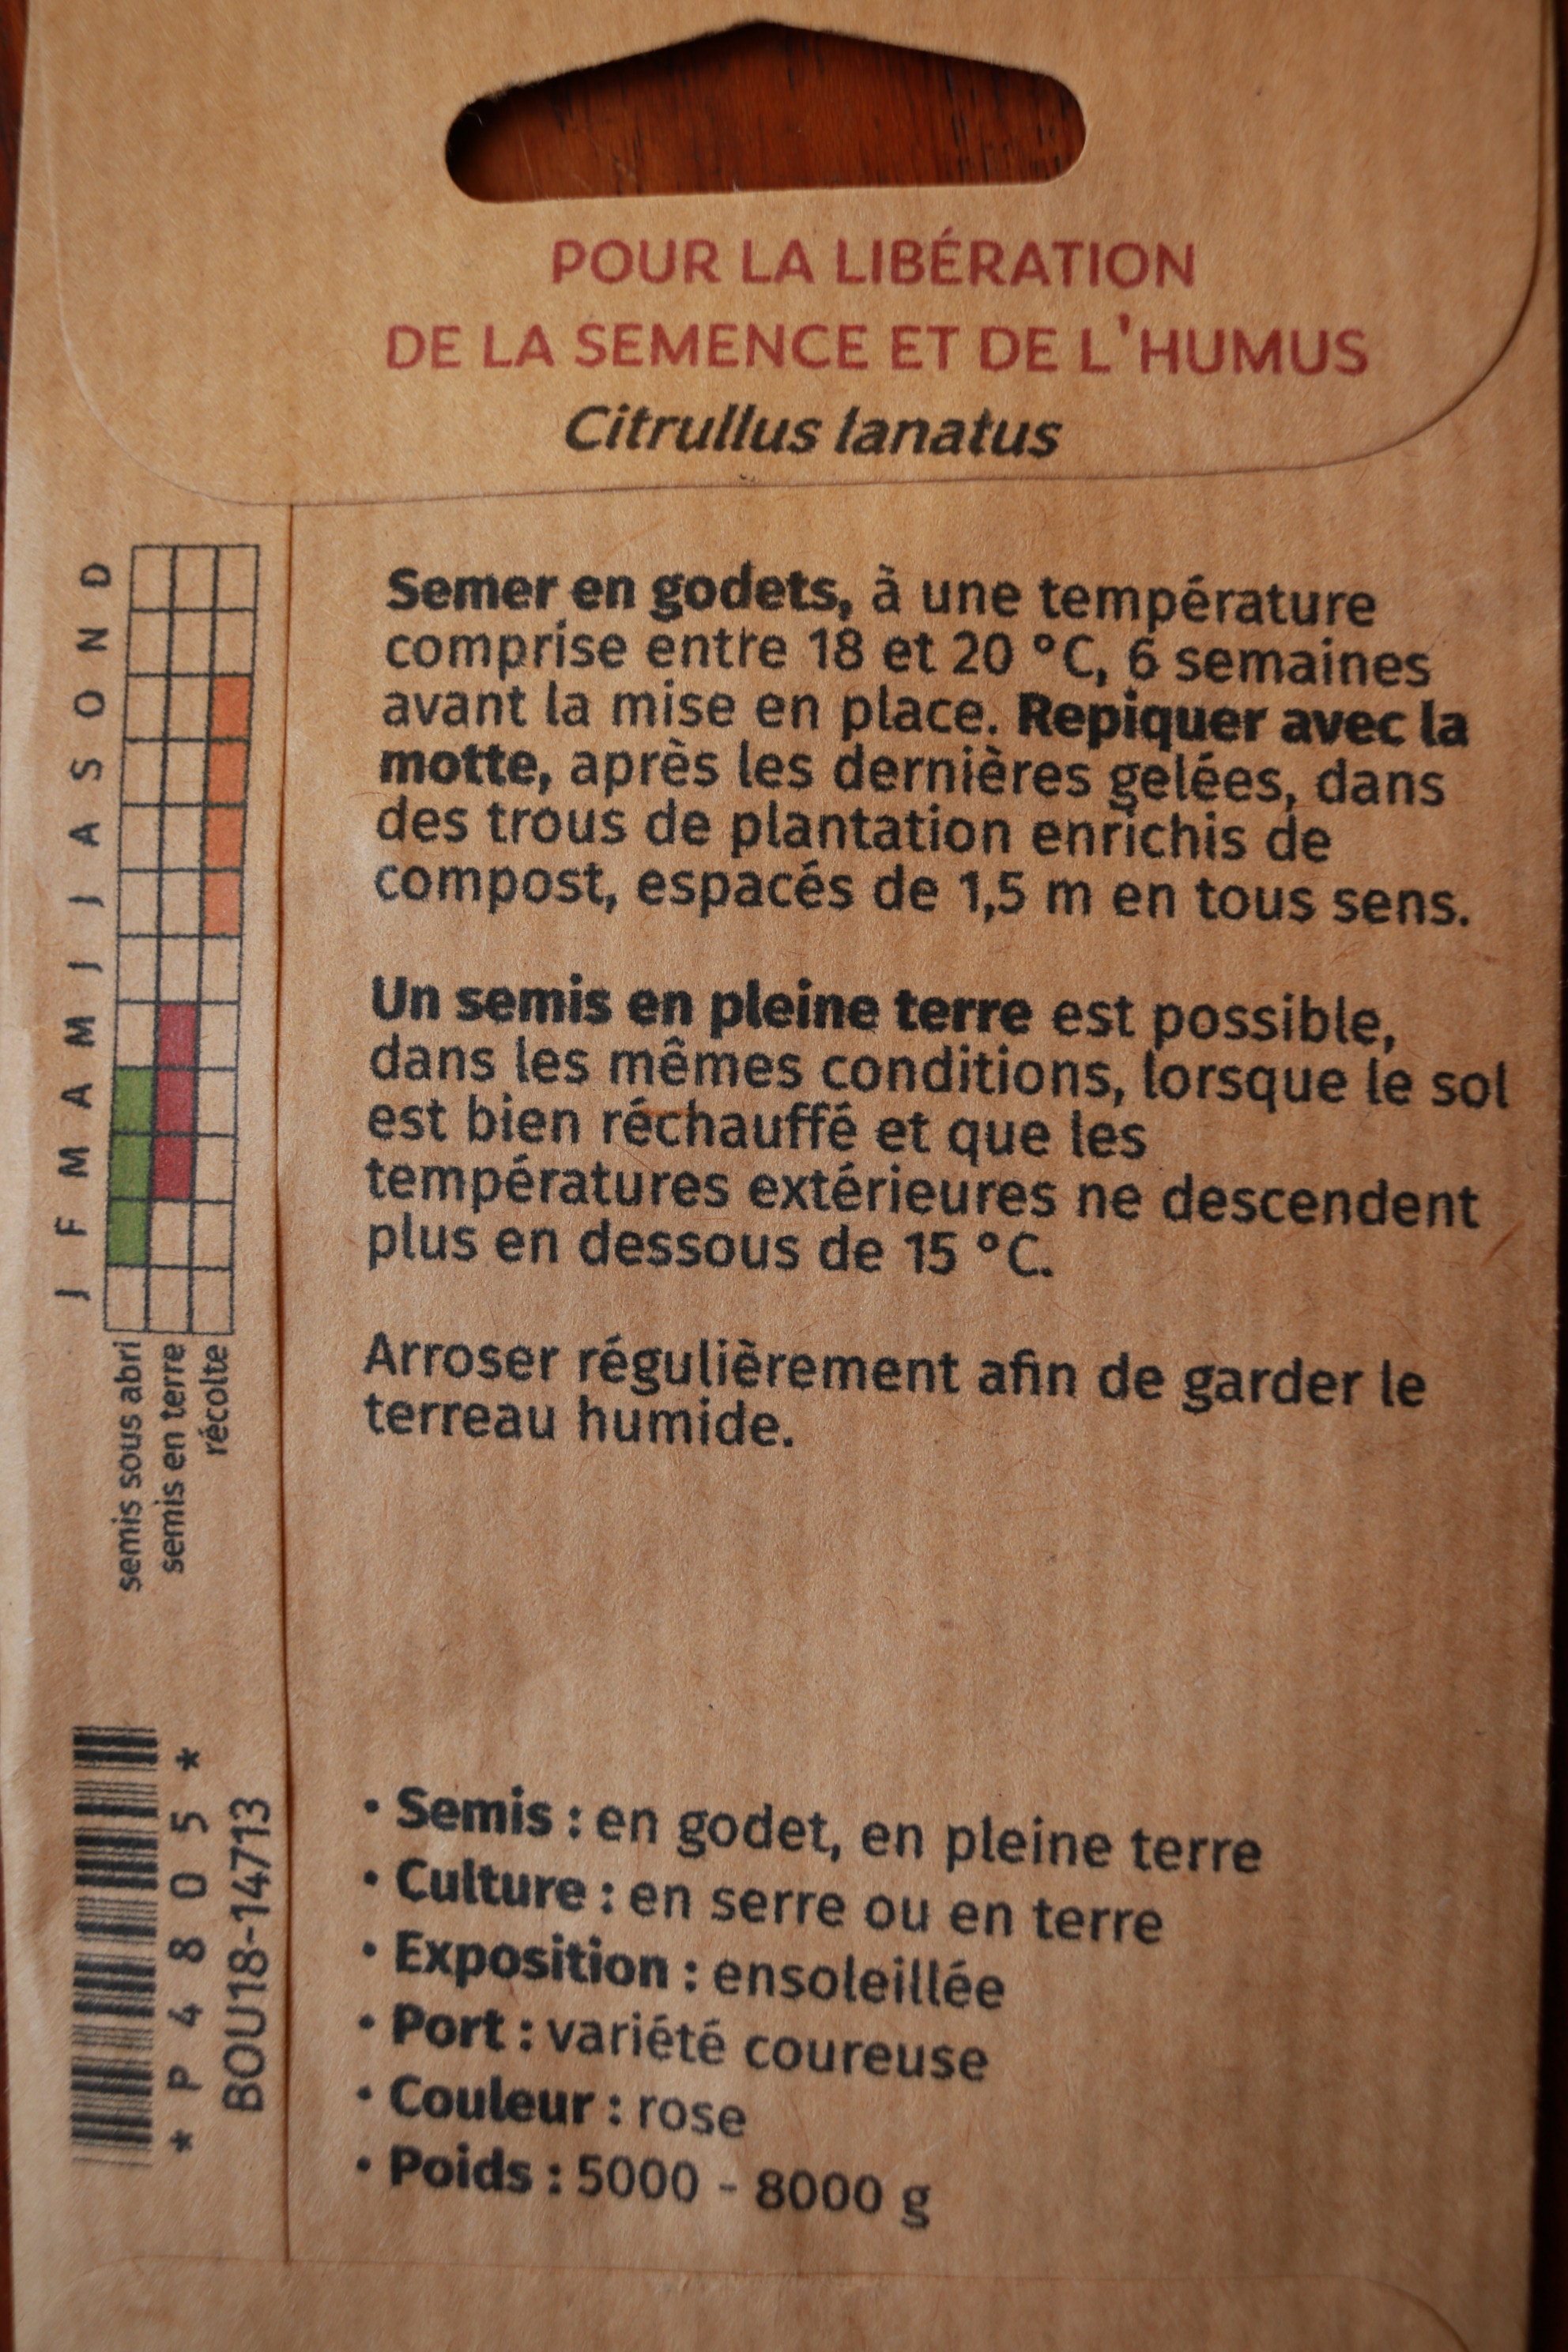 POUR LA LIBÉRATION
DE LA SEMENCE ET DE L'HUMUS
Citrullus lanatus
J F M A M J J A S O N D
semis sous abri
semis en terre
récolte
Semer en godets, à une température
comprise entre 18 et 20 °C, 6 semaines
avant la mise en place. Repiquer avec la
motte, après les dernières gelées, dans
des trous de plantation enrichis de
compost, espacés de 1,5 m en tous sens.
Un semis en pleine terre est possible,
dans les mêmes conditions, lorsque le sol
est bien réchauffé et que les
températures extérieures ne descendent
plus en dessous de 15 °C.
Arroser régulièrement afin de garder le
terreau humide.
* P 4 8 0 5 *
BOU18-14713
• Semis : en godet, en pleine terre
• Culture : en serre ou en terre
• Exposition : ensoleillée
• Port : variété coureuse
• Couleur : rose
• Poids : 5000 - 8000 g